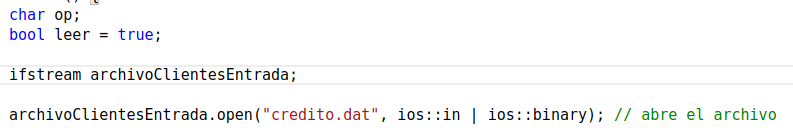 char op;
bool leer = true;
ifstream archivoClientesEntrada;
archivoClientesEntrada.open("credito.dat", ios::in | ios::binary); // abre el archivo